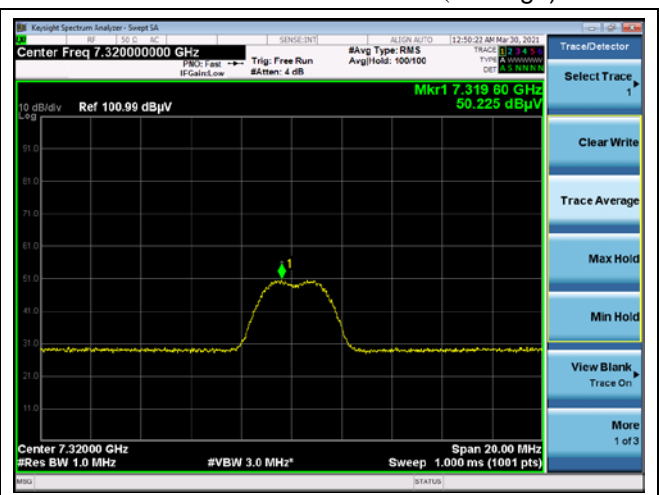 Keysight Spectrum Analyzer - Swept SA
RF 50 Ω AC SENSE:INT ALIGN AUTO 12:50:22 AM Mar 30, 2021
Center Freq 7.320000000 GHz
PNO: Fast
IFGain:Low
Trig: Free Run
#Atten: 4 dB
#Avg Type: RMS
Avg|Hold: 100/100
TRACE 1 2 3 4 5 6
TYPE A WWWWW
DET A S N N N N
Mkr1 7.319 60 GHz
50.225 dBµV
10 dB/div Ref 100.99 dBµV
Log
91.0
81.0
71.0
61.0
51.0
41.0
31.0
21.0
11.0
1
Center 7.32000 GHz Span 20.00 MHz
#Res BW 1.0 MHz #VBW 3.0 MHz* Sweep 1.000 ms (1001 pts)
MSG STATUS
Trace/Detector
Select Trace
1
Clear Write
Trace Average
Max Hold
Min Hold
View Blank
Trace On
More
1 of 3